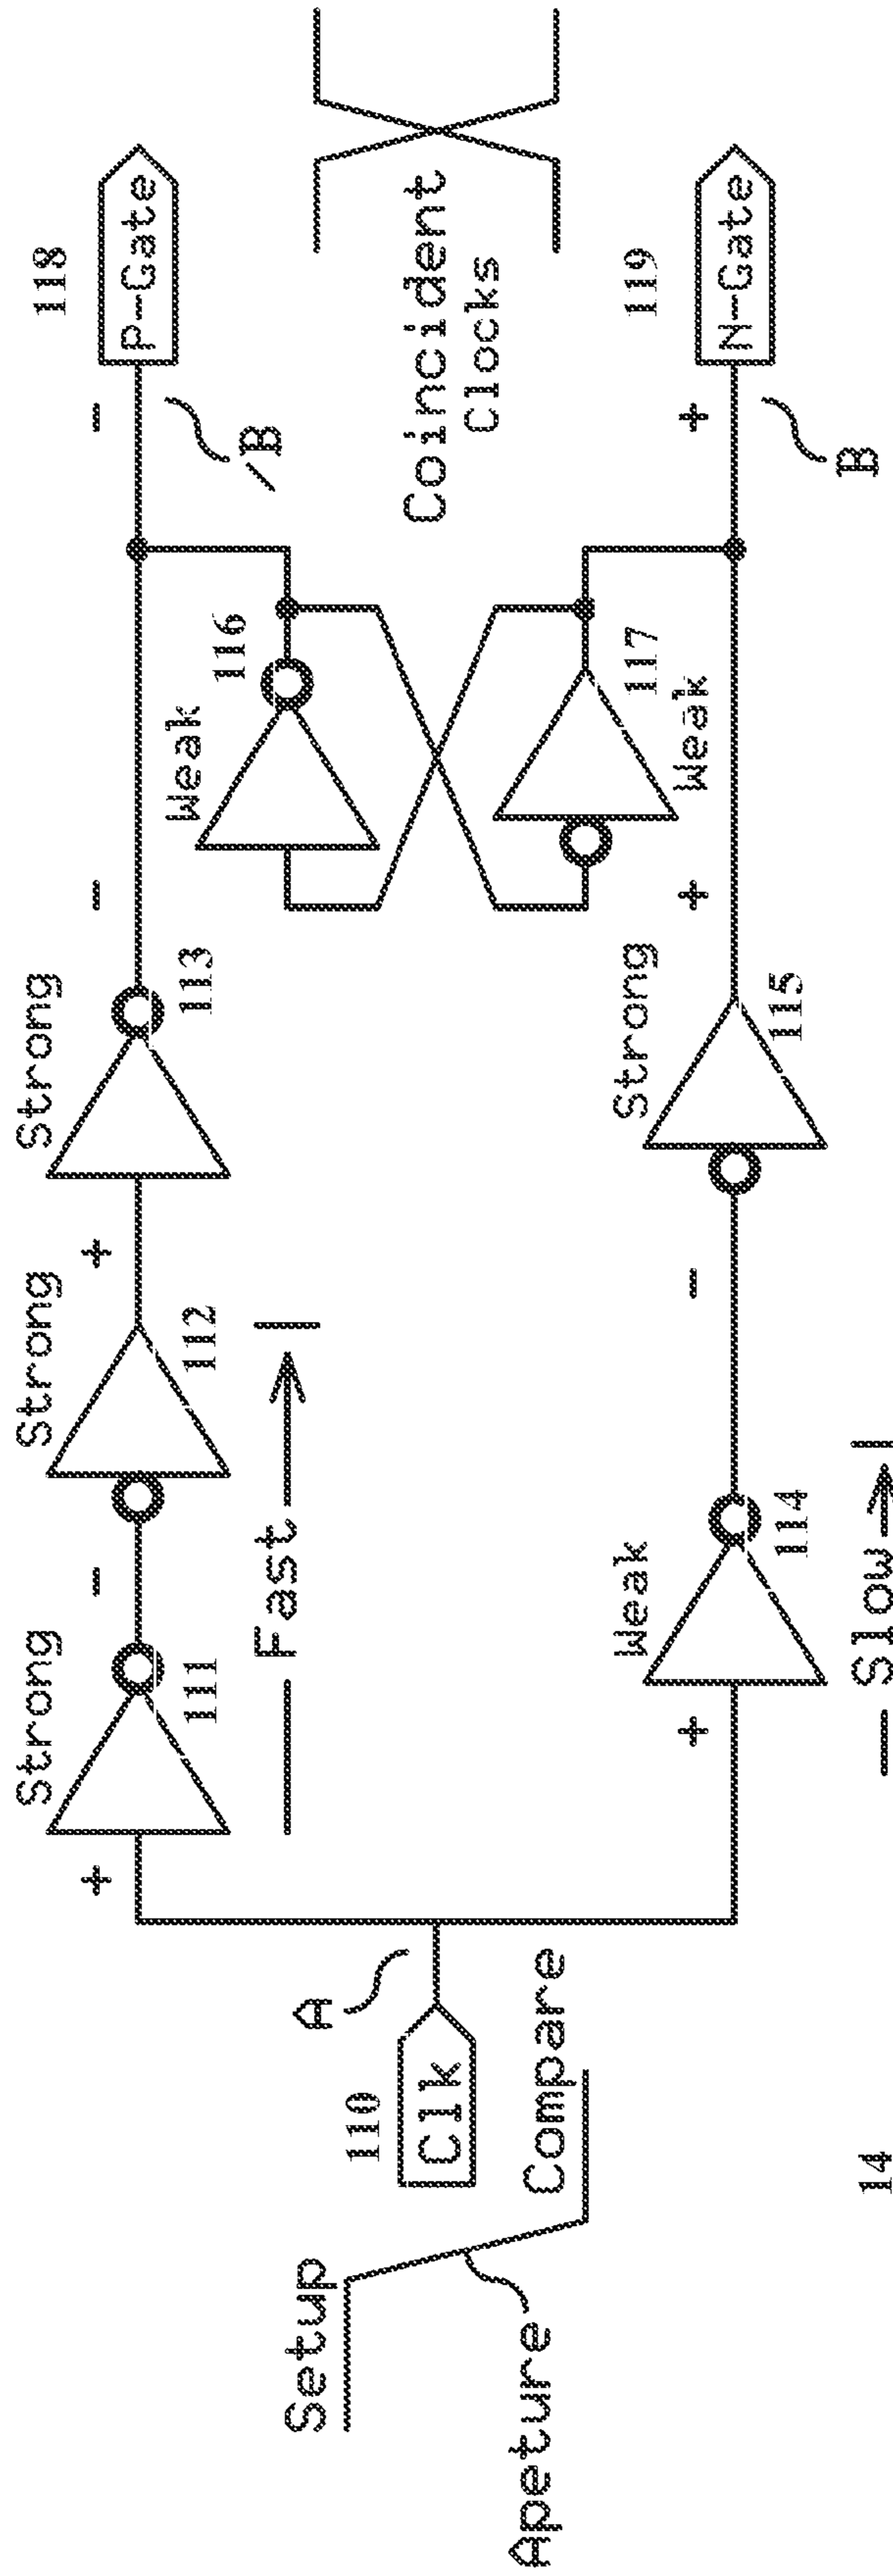 Setup
Apeture
Compare
110
Clk
A
+
Strong
111
-
Strong
112
+
Strong
113
-
Fast
Weak
116
-
118
P-Gate
/B
Coincident
Clocks
117
Weak
+
Weak
114
-
Strong
115
+
+
119
N-Gate
B
Slow
14